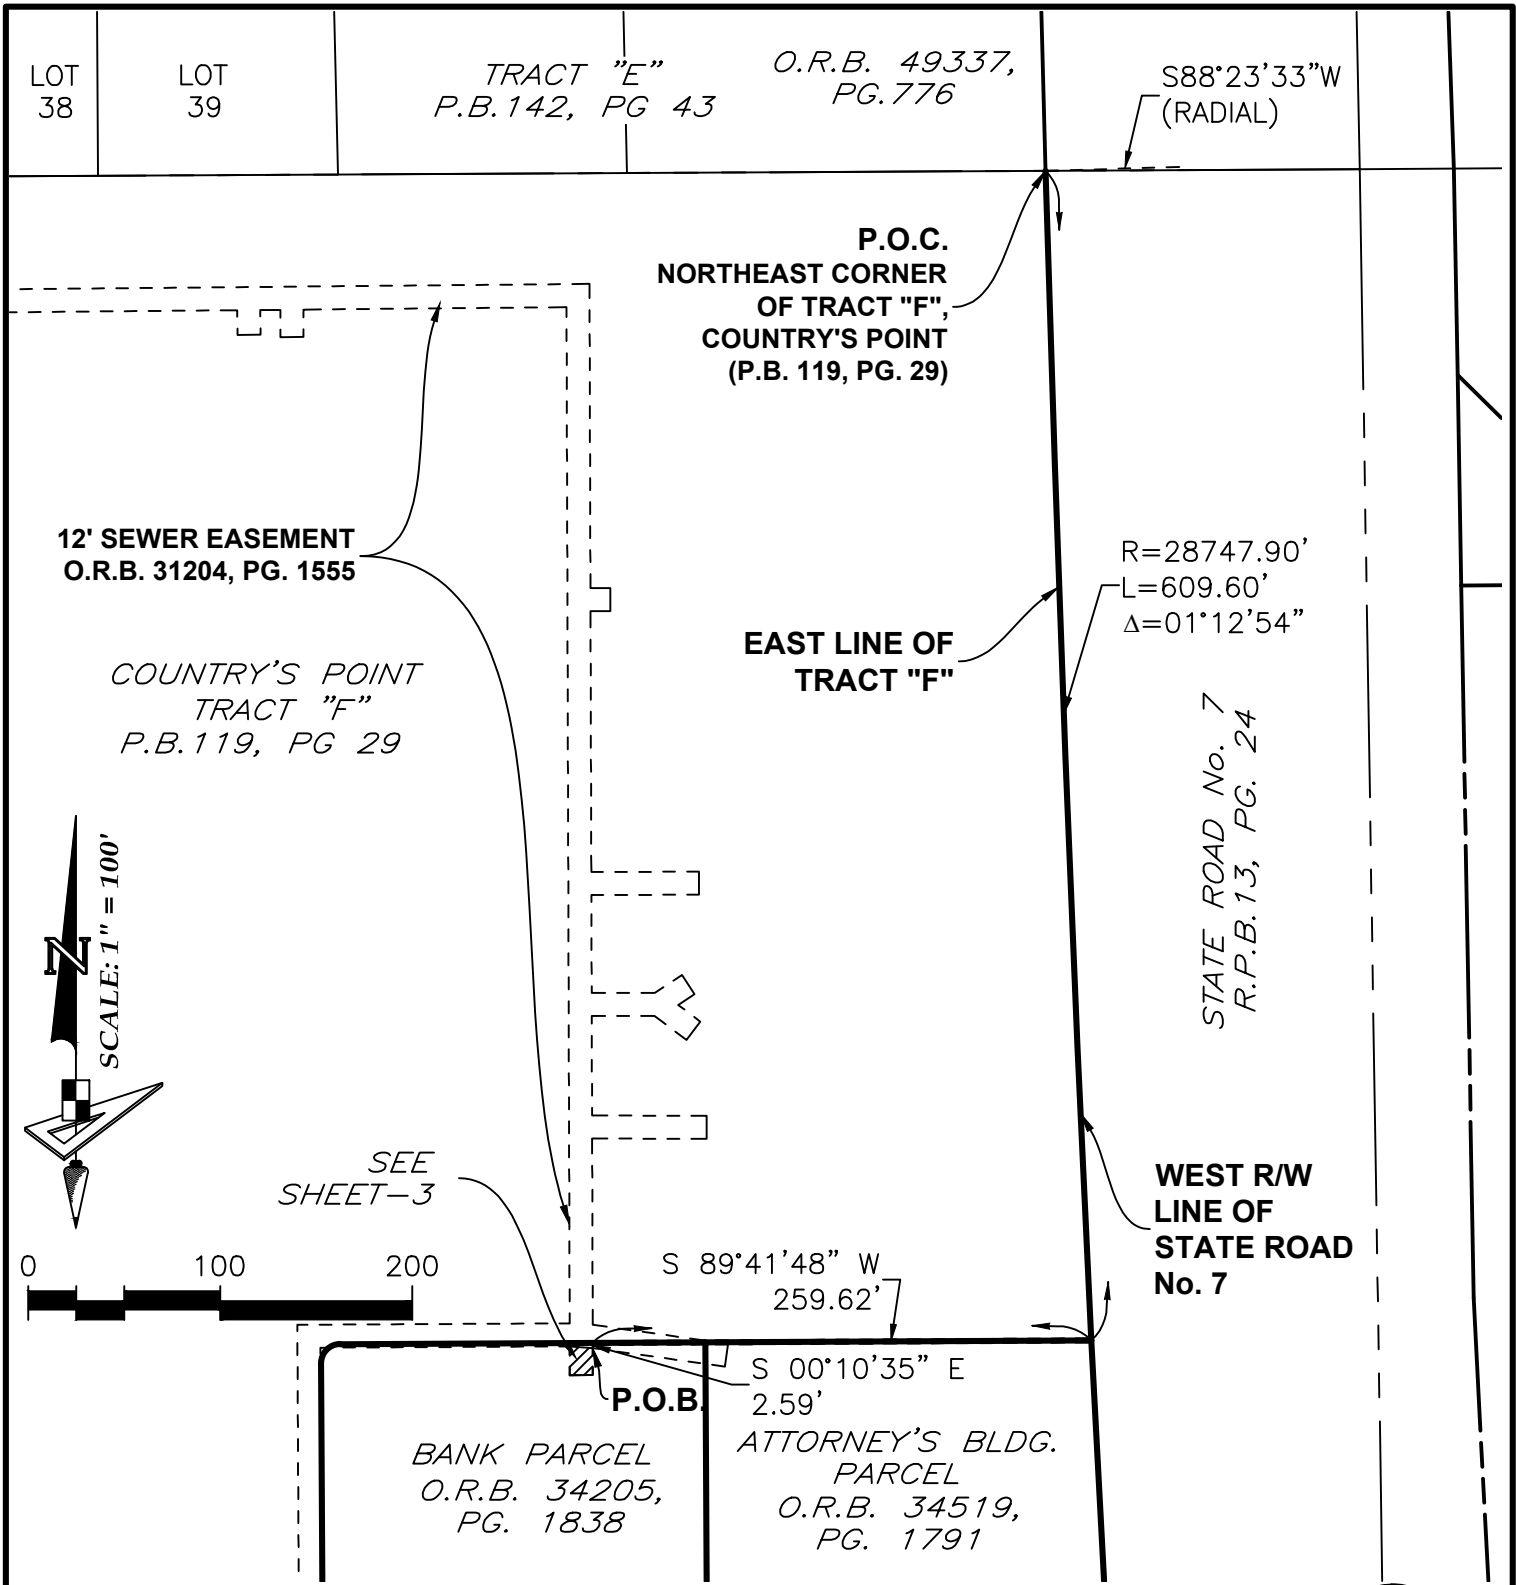 LOT
38
LOT
39
TRACT "E"
P.B.142, PG 43
O.R.B. 49337,
PG.776
S88°23'33"W
(RADIAL)
P.O.C.
NORTHEAST CORNER
OF TRACT "F",
COUNTRY'S POINT
(P.B. 119, PG. 29)
12' SEWER EASEMENT
O.R.B. 31204, PG. 1555
R=28747.90'
L=609.60'
Δ=01°12'54"
EAST LINE OF
TRACT "F"
COUNTRY'S POINT
TRACT "F"
P.B.119, PG 29
STATE ROAD No. 7
R.P.B.13, PG. 24
N
SCALE: 1" = 100'
SEE
SHEET-3
WEST R/W
LINE OF
STATE ROAD
No. 7
0 100 200
S 89°41'48" W
259.62'
S 00°10'35" E
2.59'
P.O.B.
BANK PARCEL
O.R.B. 34205,
PG. 1838
ATTORNEY'S BLDG.
PARCEL
O.R.B. 34519,
PG. 1791